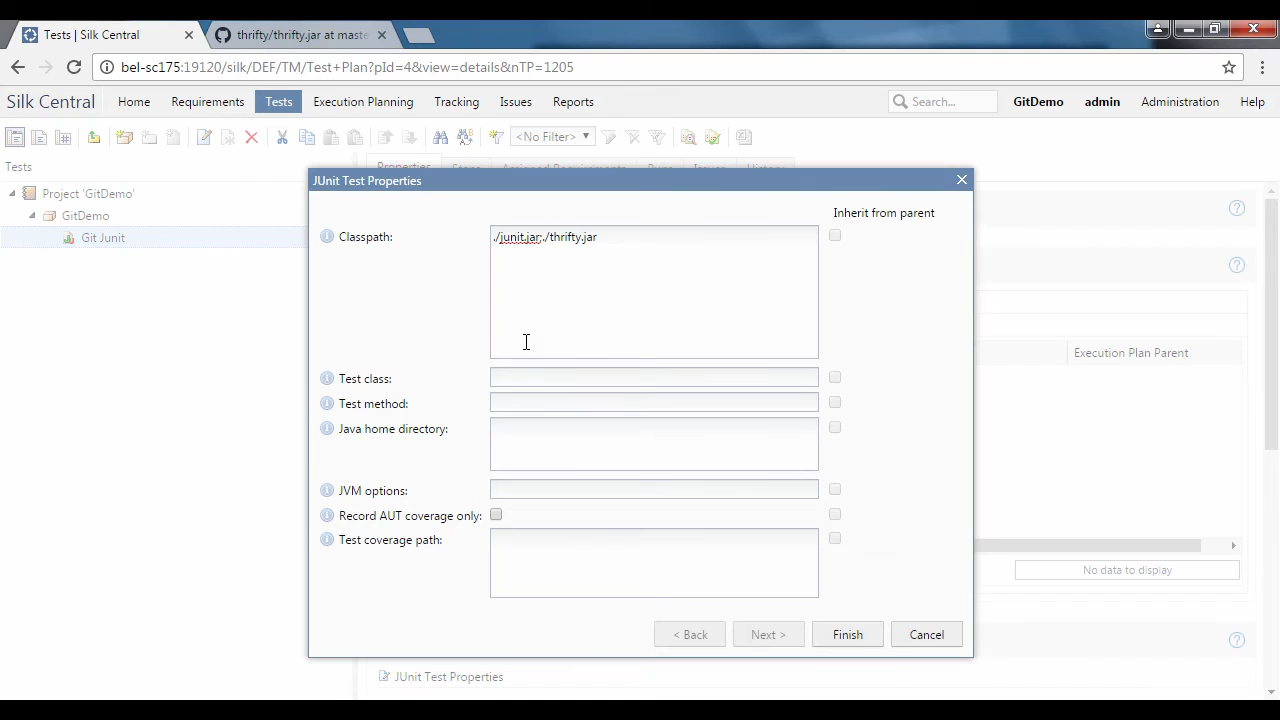 Tests | Silk Central
thrifty/thrifty.jar at maste
bel-sc175:19120/silk/DEF/TM/Test+Plan?pId=4&view=details&nTP=1205
Silk Central Home Requirements Tests Execution Planning Tracking Issues Reports Search... GitDemo admin Administration Help
<No Filter>
Tests
Project 'GitDemo'
GitDemo
Git Junit
JUnit Test Properties
Inherit from parent
Classpath: ./junit.jar;./thrifty.jar
Test class:
Test method:
Java home directory:
JVM options:
Record AUT coverage only:
Test coverage path:
< Back Next > Finish Cancel
Execution Plan Parent
No data to display
JUnit Test Properties